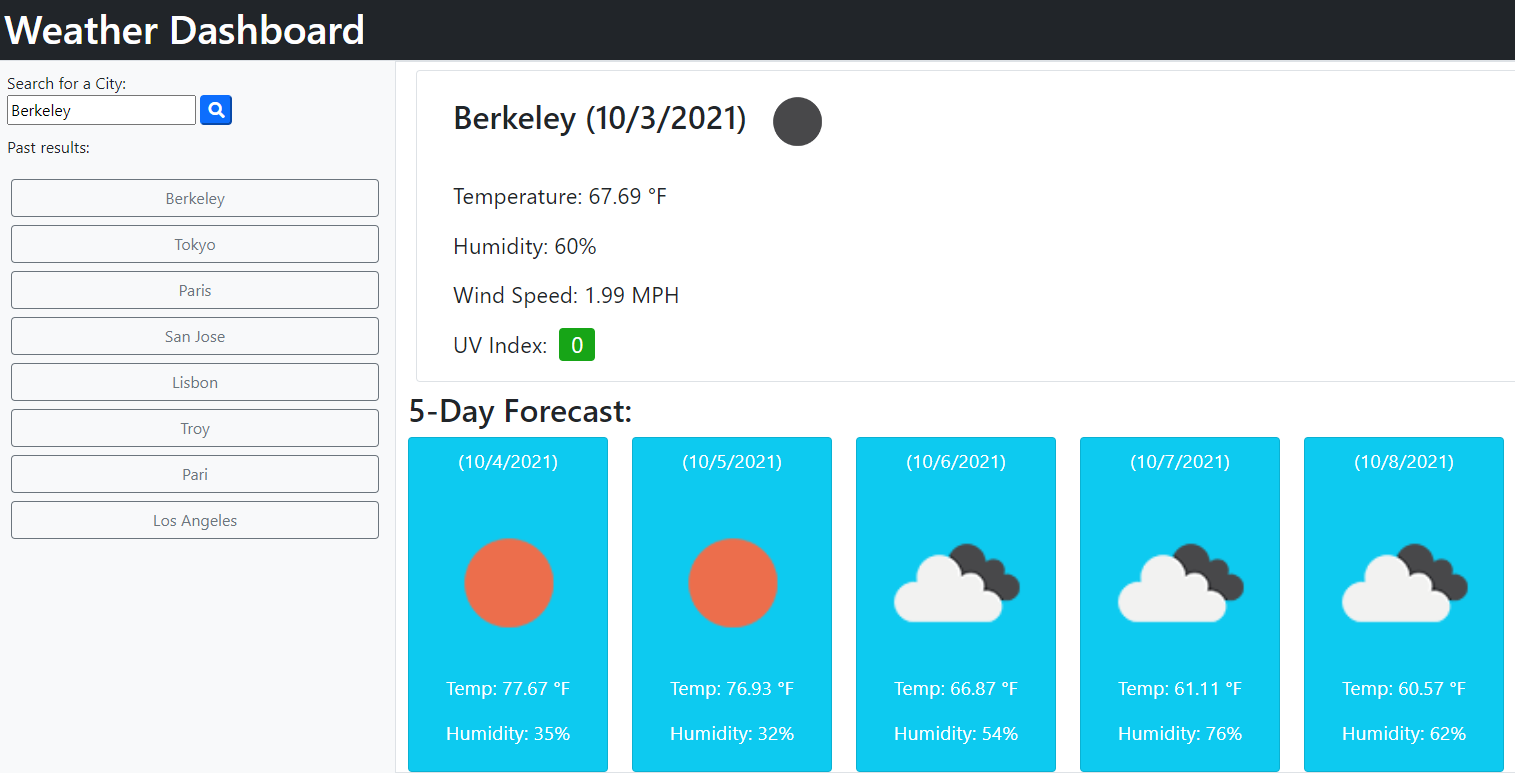 Weather Dashboard
Search for a City:
Berkeley
Past results:
Berkeley
Tokyo
Paris
San Jose
Lisbon
Troy
Pari
Los Angeles
Berkeley (10/3/2021)
Temperature: 67.69 °F
Humidity: 60%
Wind Speed: 1.99 MPH
UV Index: 0
5-Day Forecast:
(10/4/2021)
Temp: 77.67 °F
Humidity: 35%
(10/5/2021)
Temp: 76.93 °F
Humidity: 32%
(10/6/2021)
Temp: 66.87 °F
Humidity: 54%
(10/7/2021)
Temp: 61.11 °F
Humidity: 76%
(10/8/2021)
Temp: 60.57 °F
Humidity: 62%